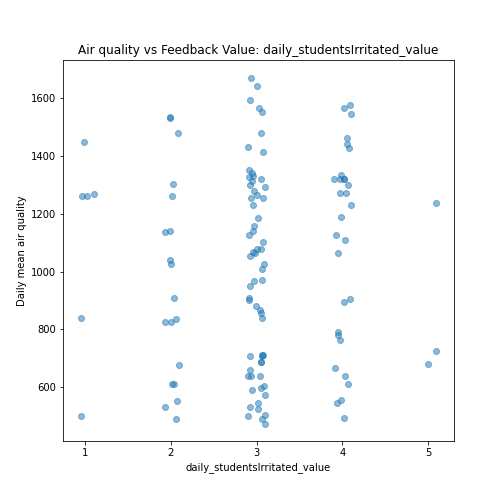 Air quality vs Feedback Value: daily_studentsIrritated_value
1600
1400
1200
1000
800
600
Daily mean air quality
1 2 3 4 5
daily_studentsIrritated_value